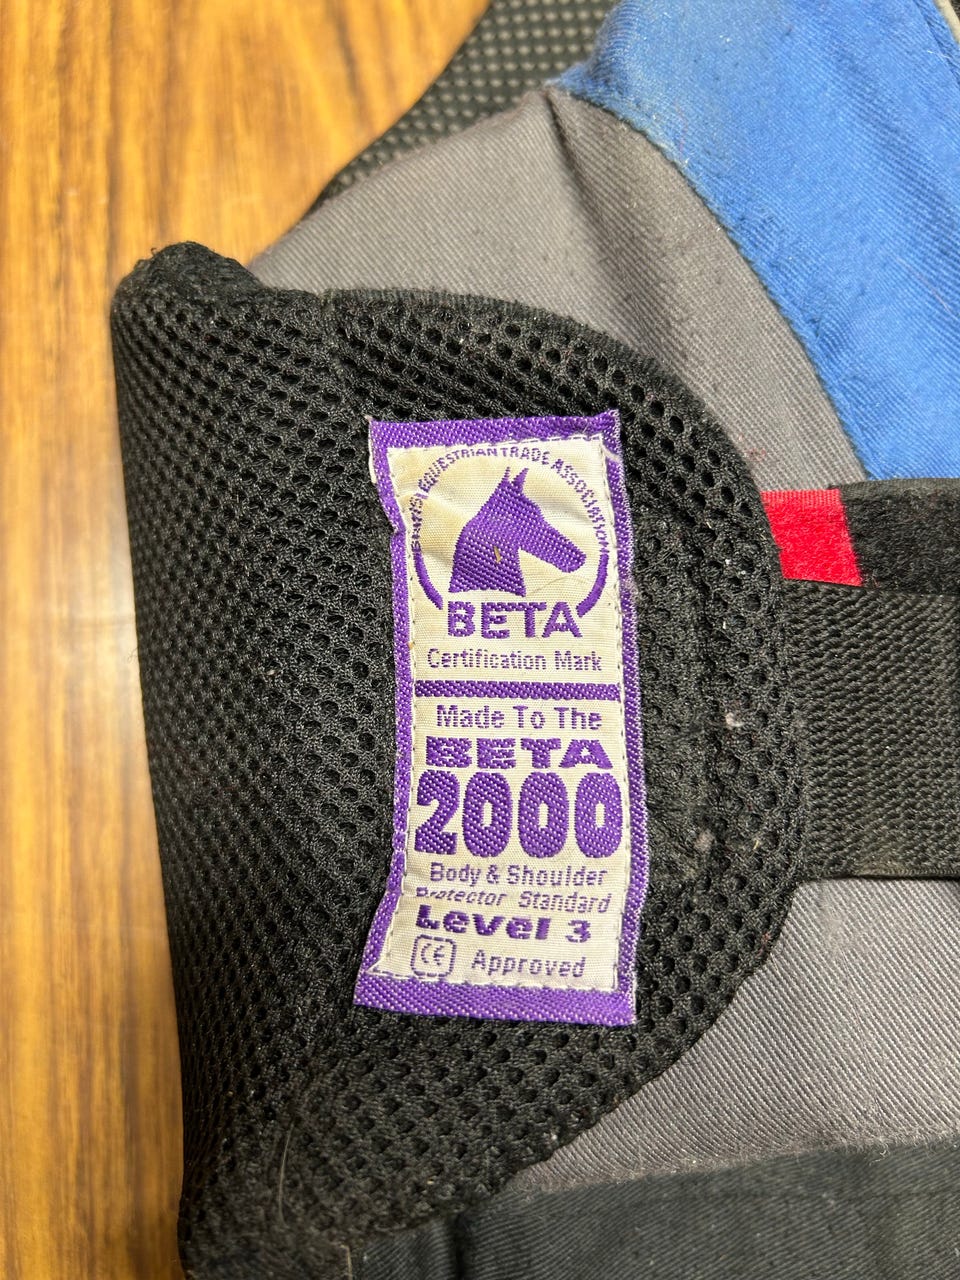 BRITISH EQUESTRIAN TRADE ASSOCIATION
BETA
Certification Mark
Made To The
BETA
2000
Body & Shoulder
Protector Standard
Level 3
CE Approved